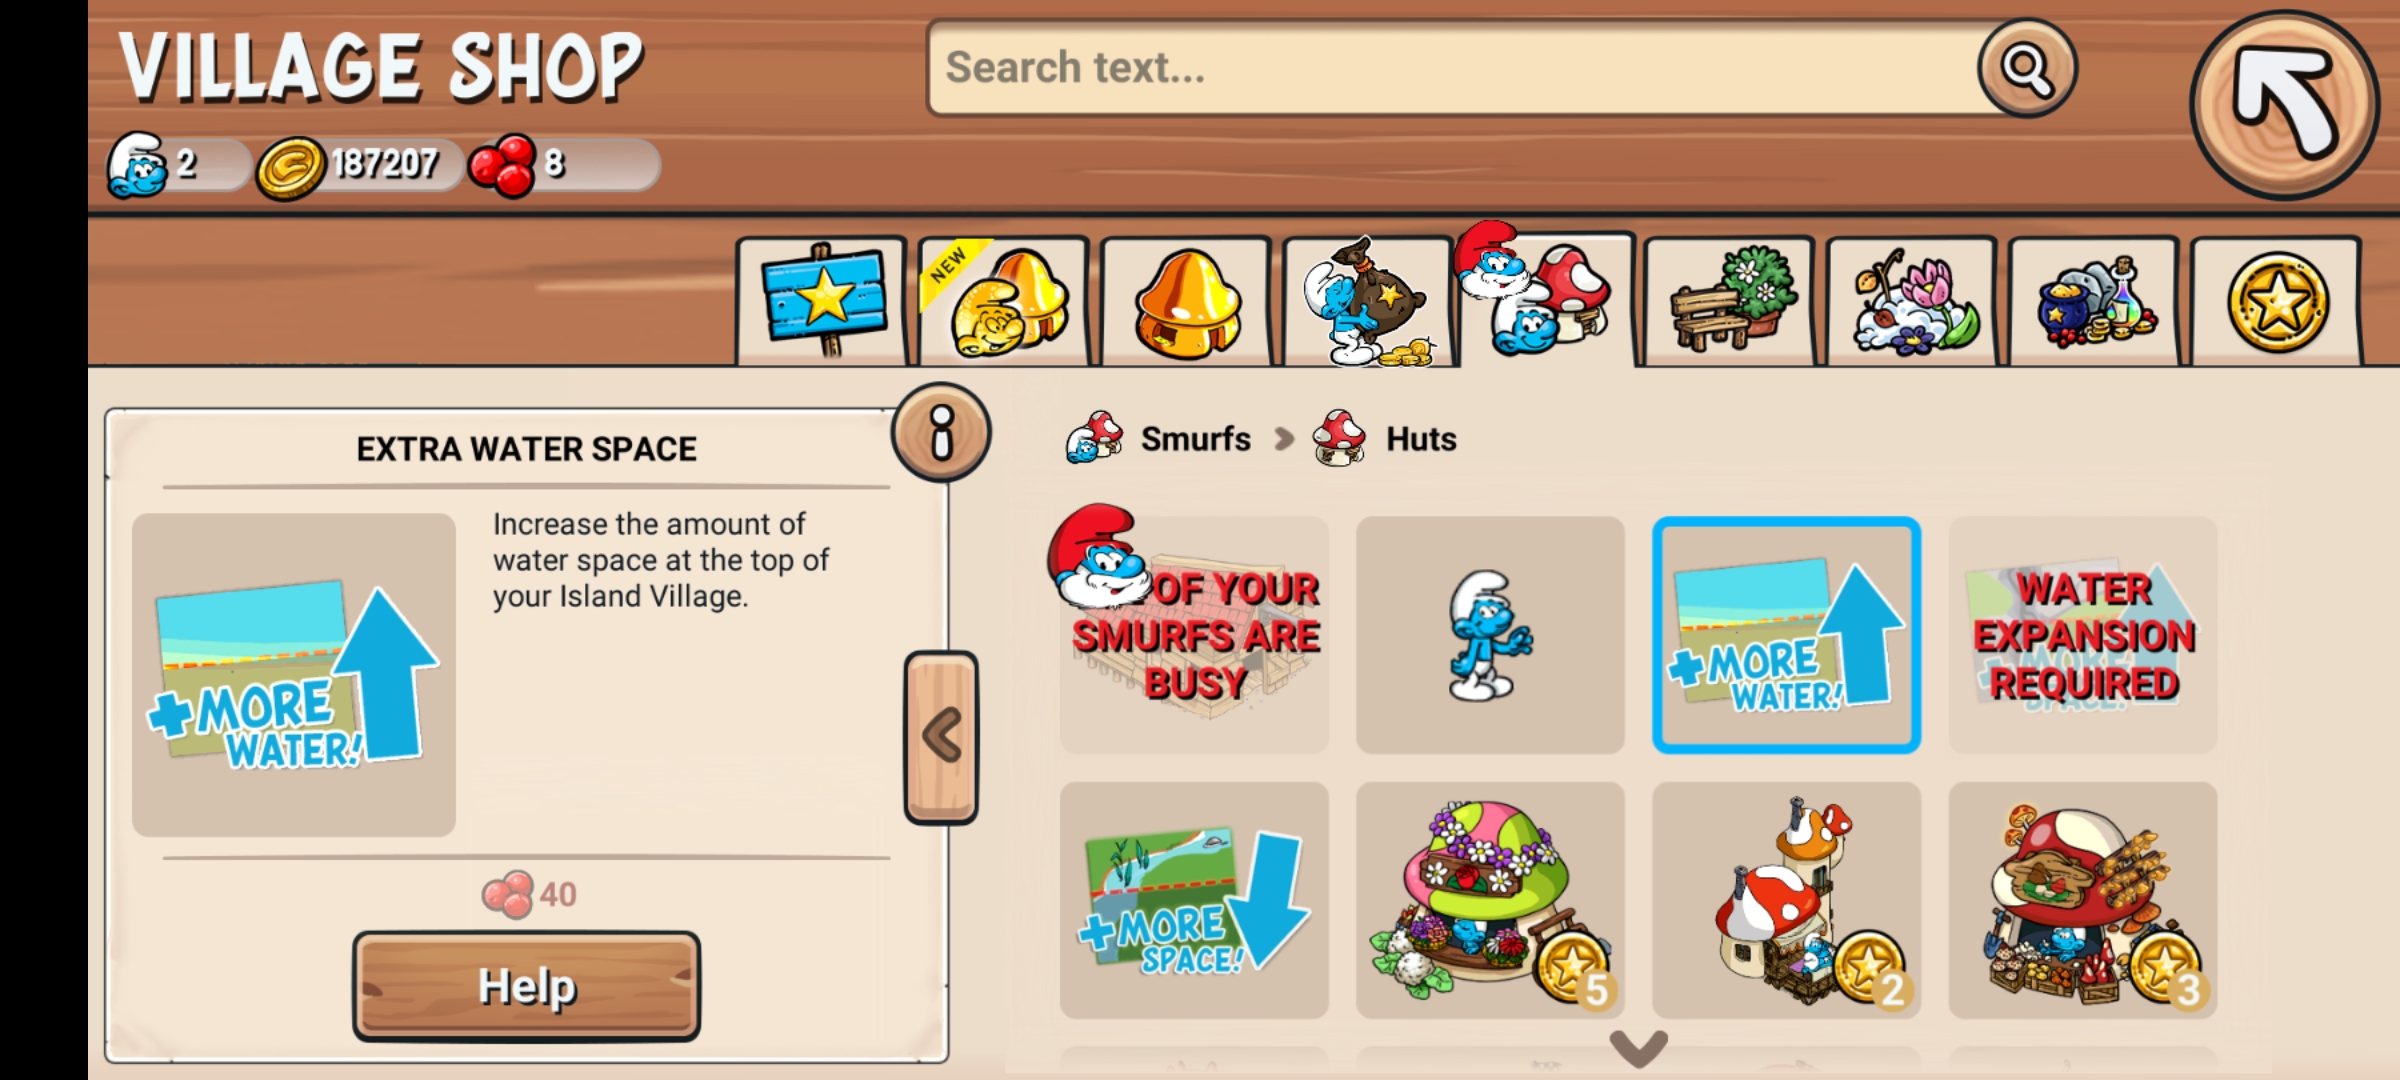 VILLAGE SHOP
Search text...
2
187207
8
NEW
EXTRA WATER SPACE
Increase the amount of
water space at the top of
your Island Village.
+MORE
WATER!
40
Help
Smurfs > Huts
OF YOUR
SMURFS ARE
BUSY
+MORE
WATER!
WATER
EXPANSION
REQUIRED
SPACE!
+MORE
SPACE!
5
2
3